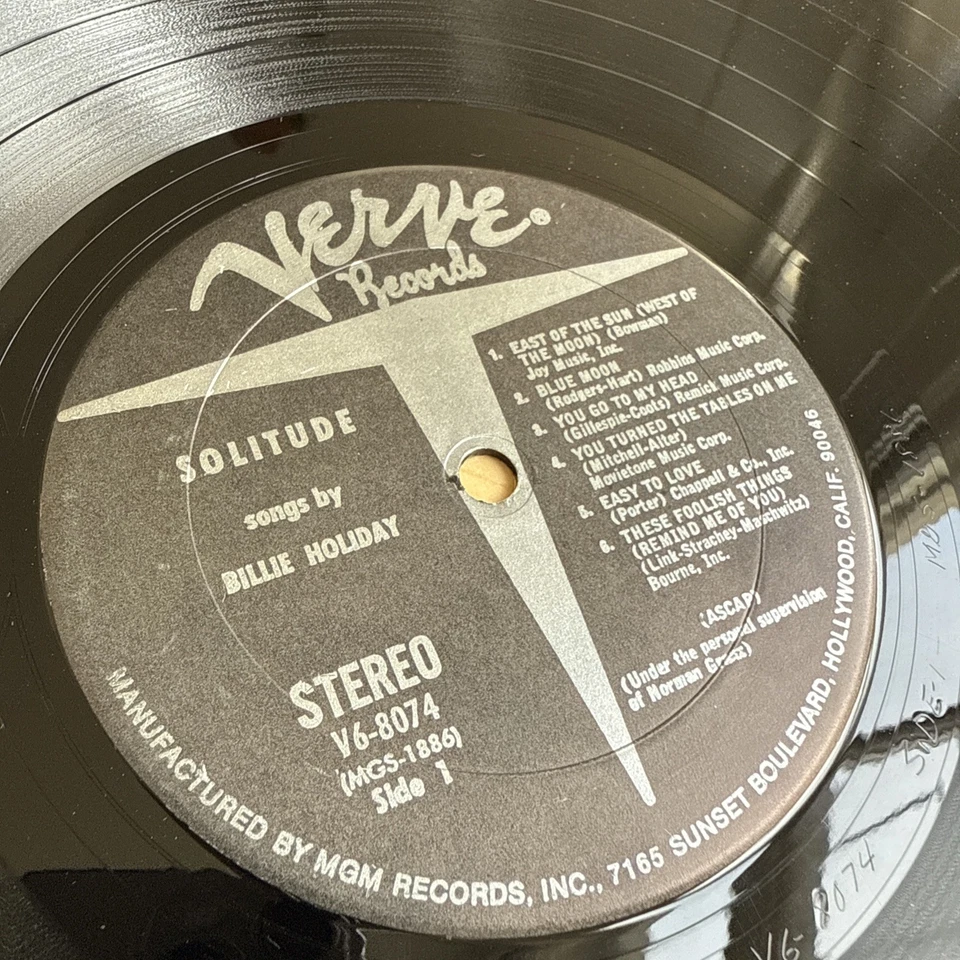 VERVE®
Records
SOLITUDE
songs by
BILLIE HOLIDAY
STEREO
V6-8074
(MGS-1886)
Side 1
1. EAST OF THE SUN (WEST OF
THE MOON) (Bowman)
Joy Music, Inc.
2. BLUE MOON
(Rodgers-Hart) Robbins Music Corp.
3. YOU GO TO MY HEAD
(Gillespie-Coots) Remick Music Corp.
4. YOU TURNED THE TABLES ON ME
(Mitchell-Alter)
Movietone Music Corp.
5. EASY TO LOVE
(Porter) Chappell & Co., Inc.
6. THESE FOOLISH THINGS
(REMIND ME OF YOU)
(Link-Strachey-Maschwitz)
Bourne, Inc.
(ASCAP)
(Under the personal supervision
of Norman Granz)
MANUFACTURED BY MGM RECORDS, INC., 7165 SUNSET BOULEVARD, HOLLYWOOD, CALIF. 90046
V6-8074
SIDE-1